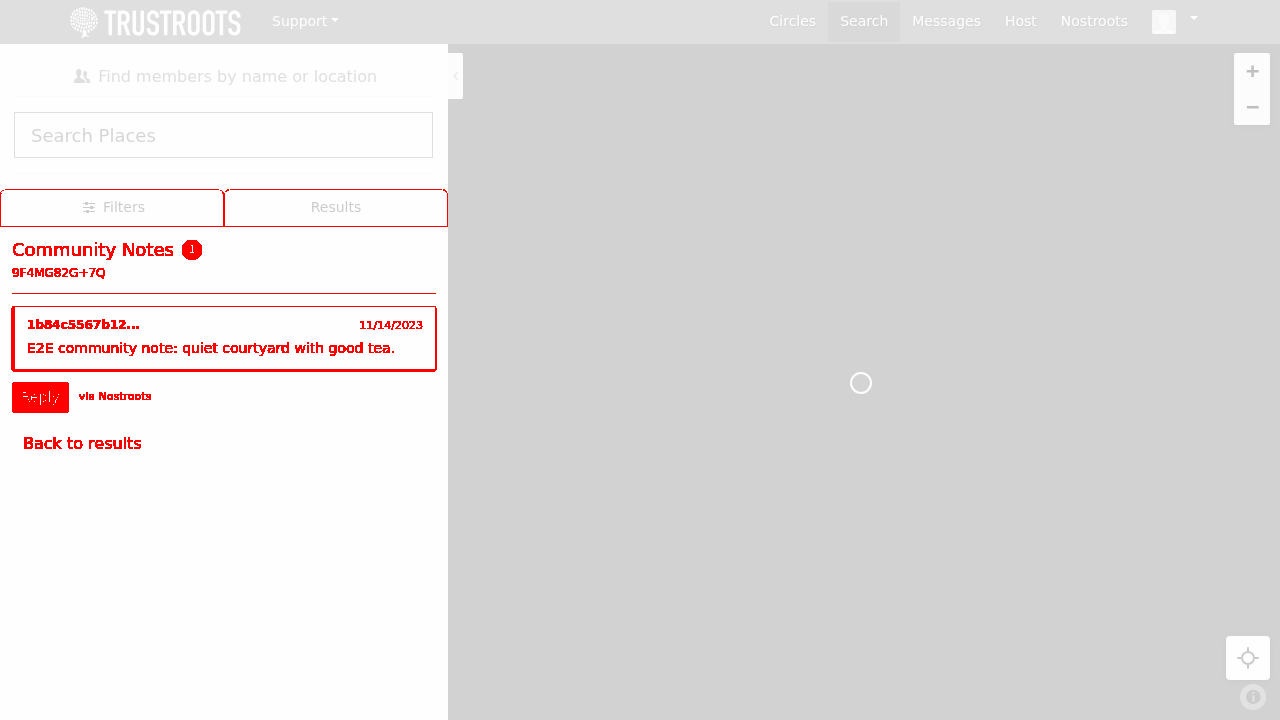 TRUSTROOTS
Support
Circles
Search
Messages
Host
Nostroots
Find members by name or location
Search Places
Filters
Results
Community Notes 1
9F4MG82G+7Q
1b84c5567b12...
11/14/2023
E2E community note: quiet courtyard with good tea.
Reply
via Nostroots
Back to results